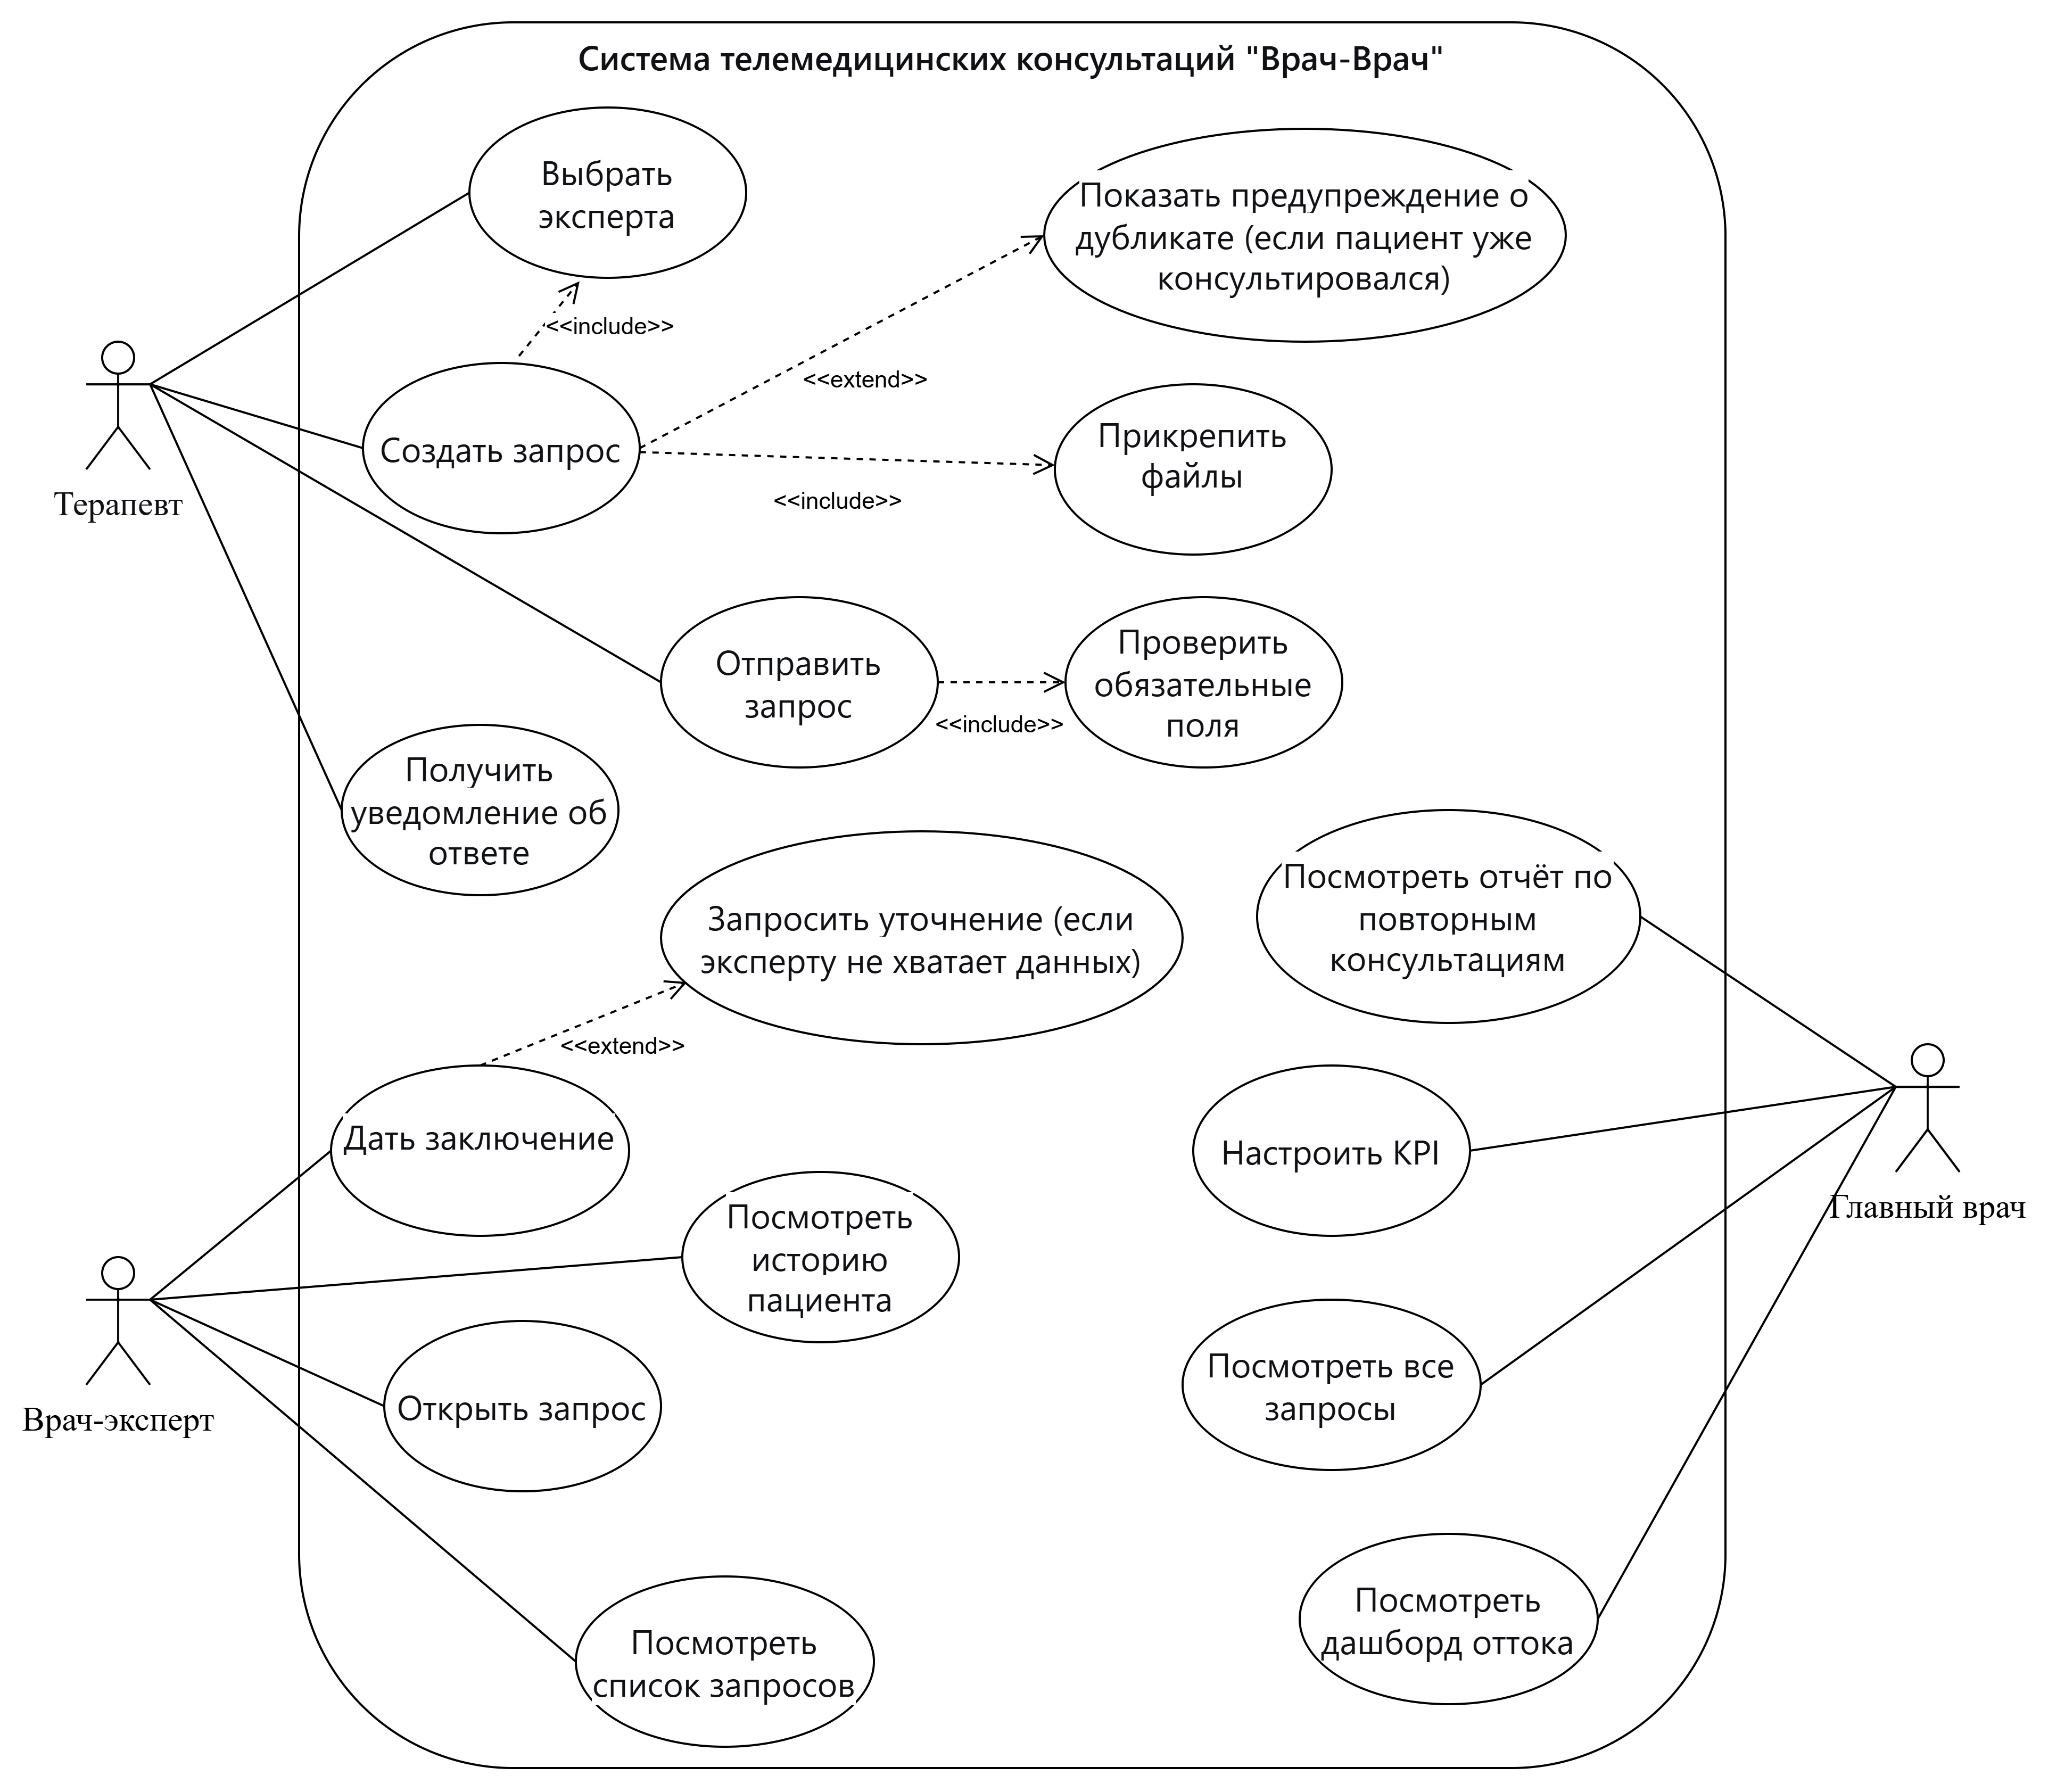 Система телемедицинских консультаций "Врач-Врач"
Выбрать
эксперта
Показать предупреждение о
дубликате (если пациент уже
консультировался)
<<include>>
<<extend>>
Создать запрос
Прикрепить
файлы
<<include>>
Терапевт
Отправить
запрос
<<include>>
Проверить
обязательные
поля
Получить
уведомление об
ответе
Запросить уточнение (если
эксперту не хватает данных)
Посмотреть отчёт по
повторным
консультациям
<<extend>>
Дать заключение
Настроить KPI
Главный врач
Посмотреть
историю
пациента
Врач-эксперт
Открыть запрос
Посмотреть все
запросы
Посмотреть
список запросов
Посмотреть
дашборд оттока